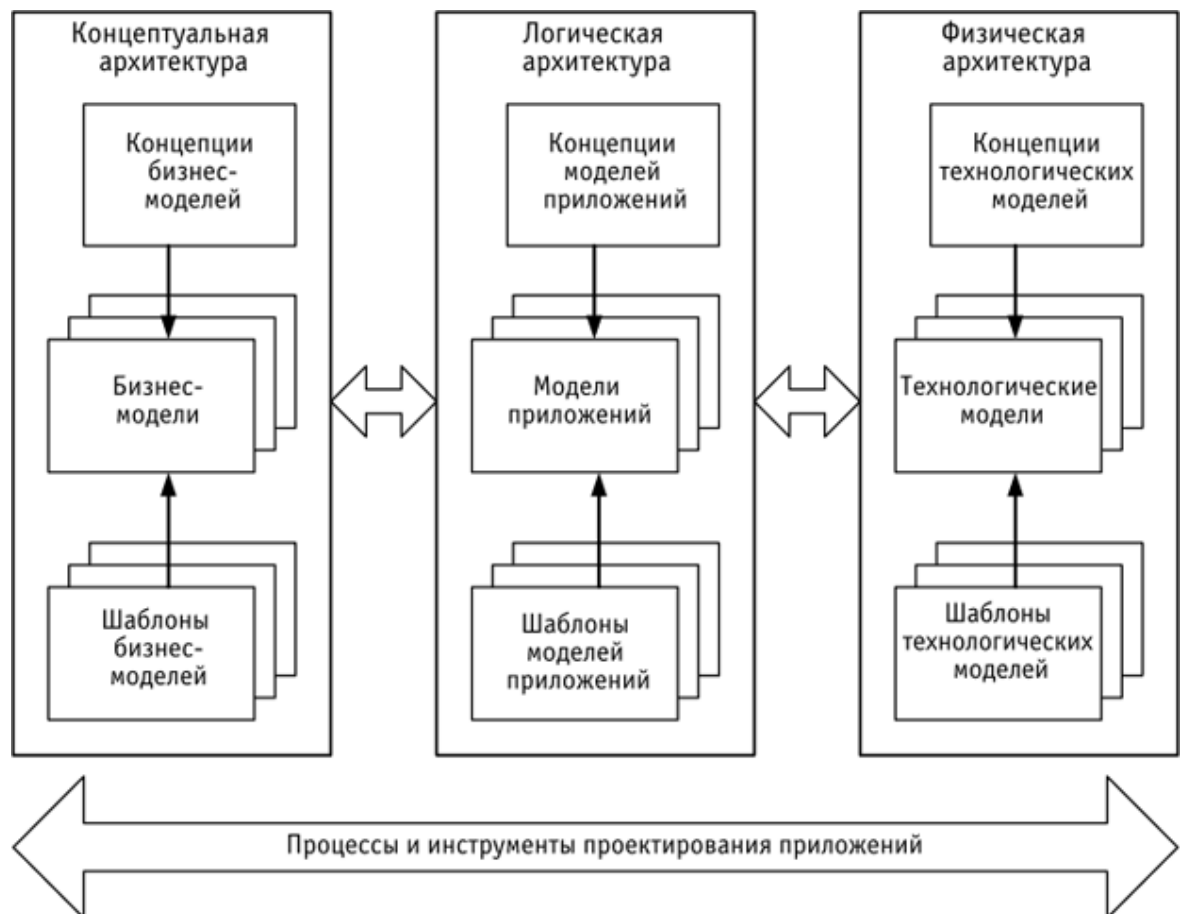 Концептуальная
архитектура
Концепции
бизнес-
моделей
Бизнес-
модели
Шаблоны
бизнес-
моделей
Логическая
архитектура
Концепции
моделей
приложений
Модели
приложений
Шаблоны
моделей
приложений
Физическая
архитектура
Концепции
технологических
моделей
Технологические
модели
Шаблоны
технологических
моделей
Процессы и инструменты проектирования приложений